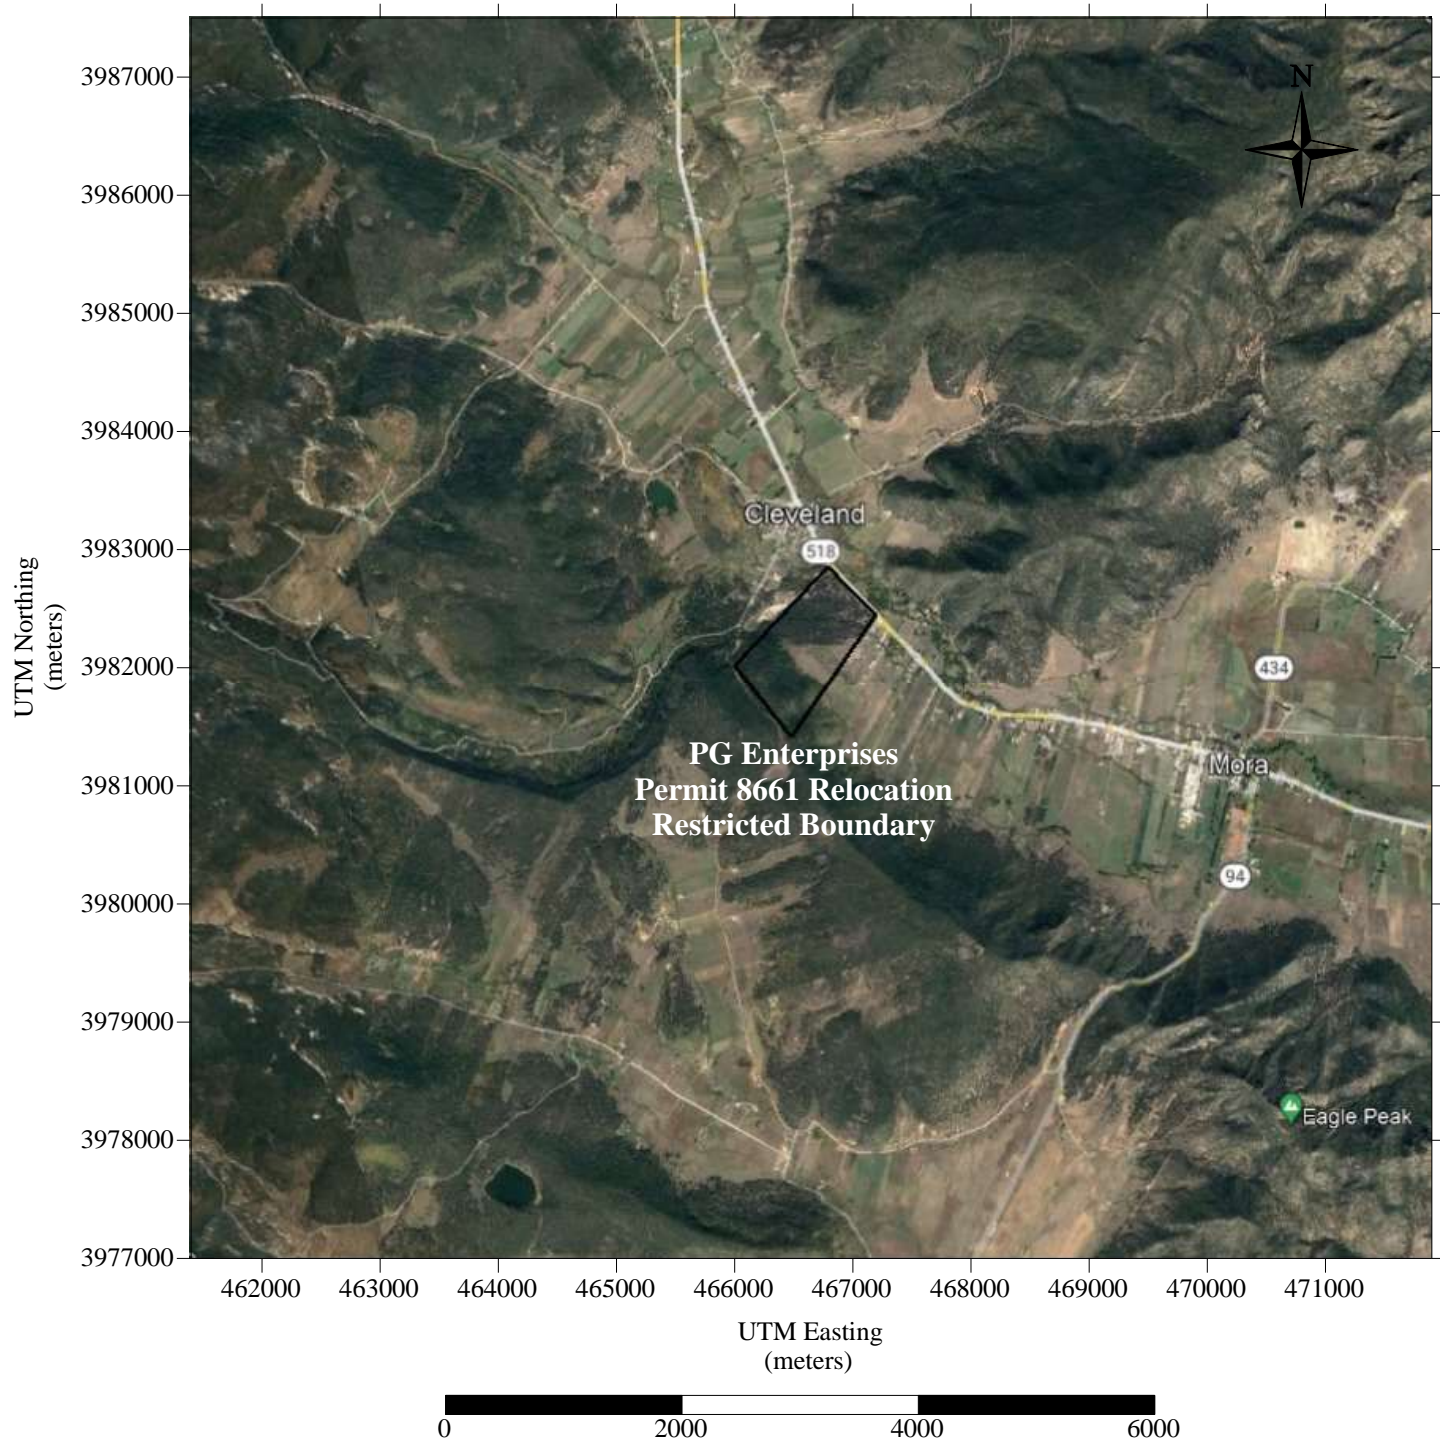 N
3987000
3986000
3985000
3984000
3983000
3982000
3981000
3980000
3979000
3978000
3977000
UTM Northing
(meters)
Cleveland
518
434
PG Enterprises
Permit 8661 Relocation
Restricted Boundary
Mora
94
Eagle Peak
462000 463000 464000 465000 466000 467000 468000 469000 470000 471000
UTM Easting
(meters)
0 2000 4000 6000